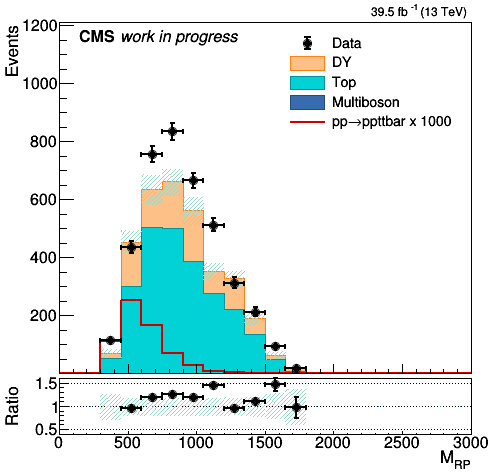 39.5 fb⁻¹ (13 TeV)
CMS work in progress
Events
1200
1000
800
600
400
200
Data
DY
Top
Multiboson
pp→ppttbar x 1000
Ratio
1.5
1
0.5
0 500 1000 1500 2000 2500 3000
M_RP